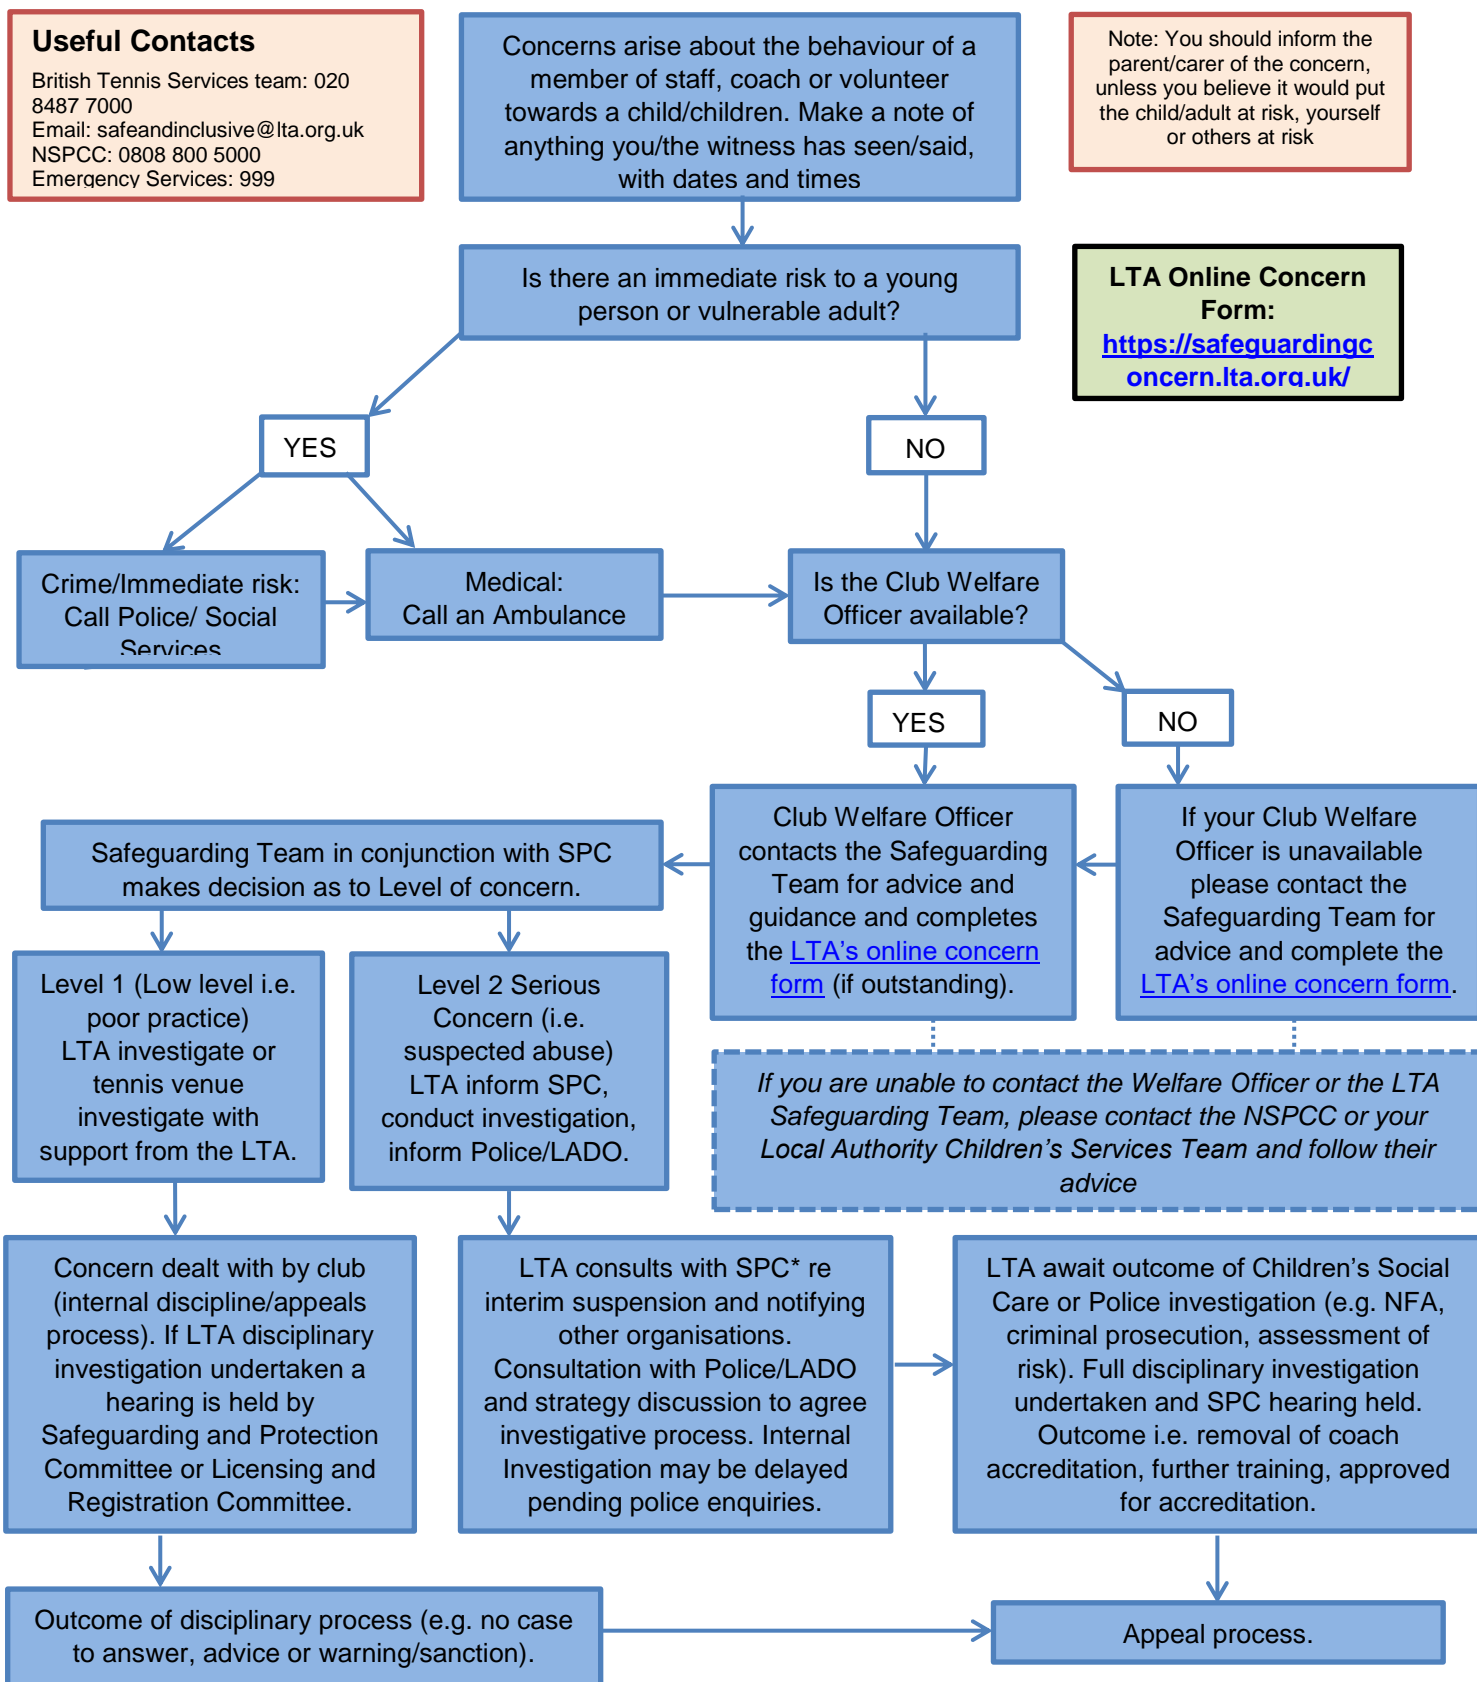 Useful Contacts
British Tennis Services team: 020
8487 7000
Email: safeandinclusive@lta.org.uk
NSPCC: 0808 800 5000
Emergency Services: 999
Concerns arise about the behaviour of a
member of staff, coach or volunteer
towards a child/children. Make a note of
anything you/the witness has seen/said,
with dates and times
Note: You should inform the
parent/carer of the concern,
unless you believe it would put
the child/adult at risk, yourself
or others at risk
Is there an immediate risk to a young
person or vulnerable adult?
LTA Online Concern
Form:
https://safeguardingc
oncern.lta.org.uk/
YES
NO
Crime/Immediate risk:
Call Police/ Social
Services
Medical:
Call an Ambulance
Is the Club Welfare
Officer available?
YES
NO
Safeguarding Team in conjunction with SPC
makes decision as to Level of concern.
Club Welfare Officer
contacts the Safeguarding
Team for advice and
guidance and completes
the LTA's online concern
form (if outstanding).
If your Club Welfare
Officer is unavailable
please contact the
Safeguarding Team for
advice and complete the
LTA's online concern form.
Level 1 (Low level i.e.
poor practice)
LTA investigate or
tennis venue
investigate with
support from the LTA.
Level 2 Serious
Concern (i.e.
suspected abuse)
LTA inform SPC,
conduct investigation,
inform Police/LADO.
If you are unable to contact the Welfare Officer or the LTA
Safeguarding Team, please contact the NSPCC or your
Local Authority Children's Services Team and follow their
advice
Concern dealt with by club
(internal discipline/appeals
process). If LTA disciplinary
investigation undertaken a
hearing is held by
Safeguarding and Protection
Committee or Licensing and
Registration Committee.
LTA consults with SPC* re
interim suspension and notifying
other organisations.
Consultation with Police/LADO
and strategy discussion to agree
investigative process. Internal
Investigation may be delayed
pending police enquiries.
LTA await outcome of Children's Social
Care or Police investigation (e.g. NFA,
criminal prosecution, assessment of
risk). Full disciplinary investigation
undertaken and SPC hearing held.
Outcome i.e. removal of coach
accreditation, further training, approved
for accreditation.
Outcome of disciplinary process (e.g. no case
to answer, advice or warning/sanction).
Appeal process.